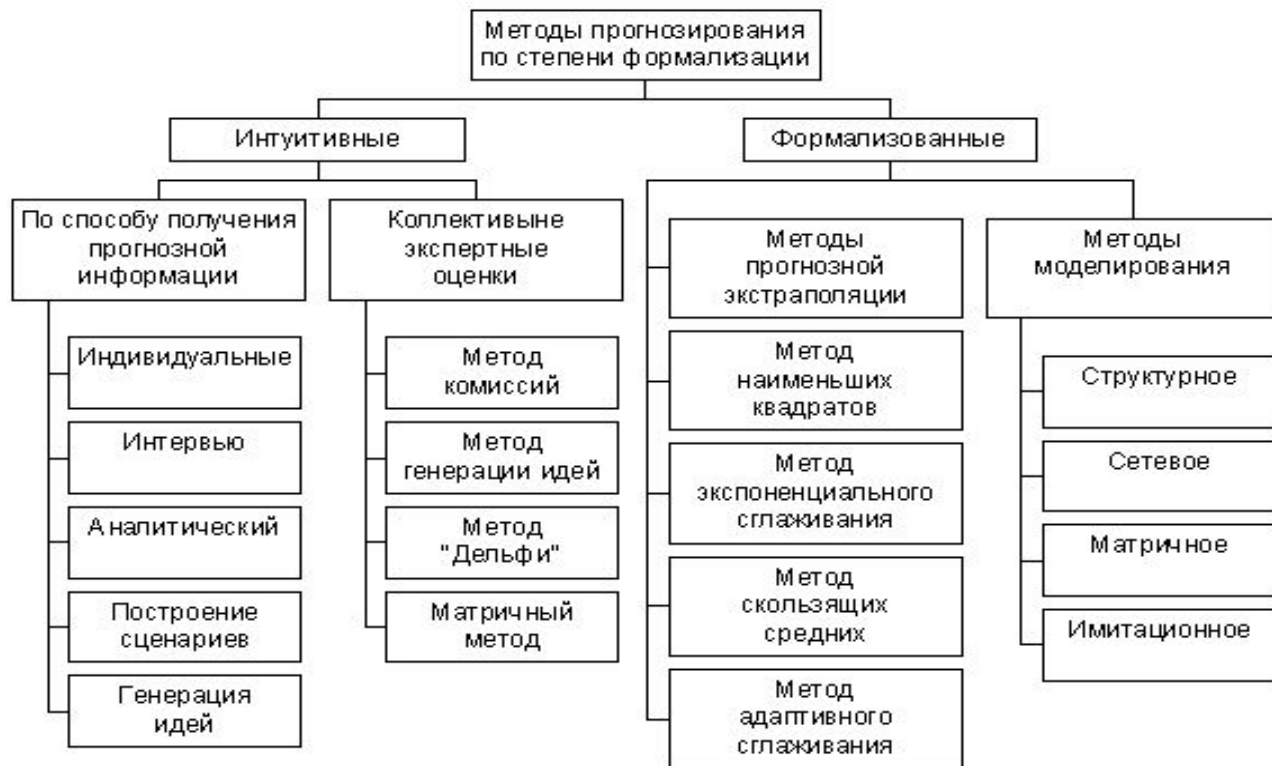 Методы прогнозирования
по степени формализации
Интуитивные
Формализованные
По способу получения
прогнозной
информации
Коллективыне
экспертные
оценки
Методы
прогнозной
экстраполяции
Методы
моделирования
Индивидуальные
Интервью
Аналитический
Построение
сценариев
Генерация
идей
Метод
комиссий
Метод
генерации идей
Метод
"Дельфи"
Матричный
метод
Метод
наименьших
квадратов
Метод
экспоненциального
сглаживания
Метод
скользящих
средних
Метод
адаптивного
сглаживания
Структурное
Сетевое
Матричное
Имитационное